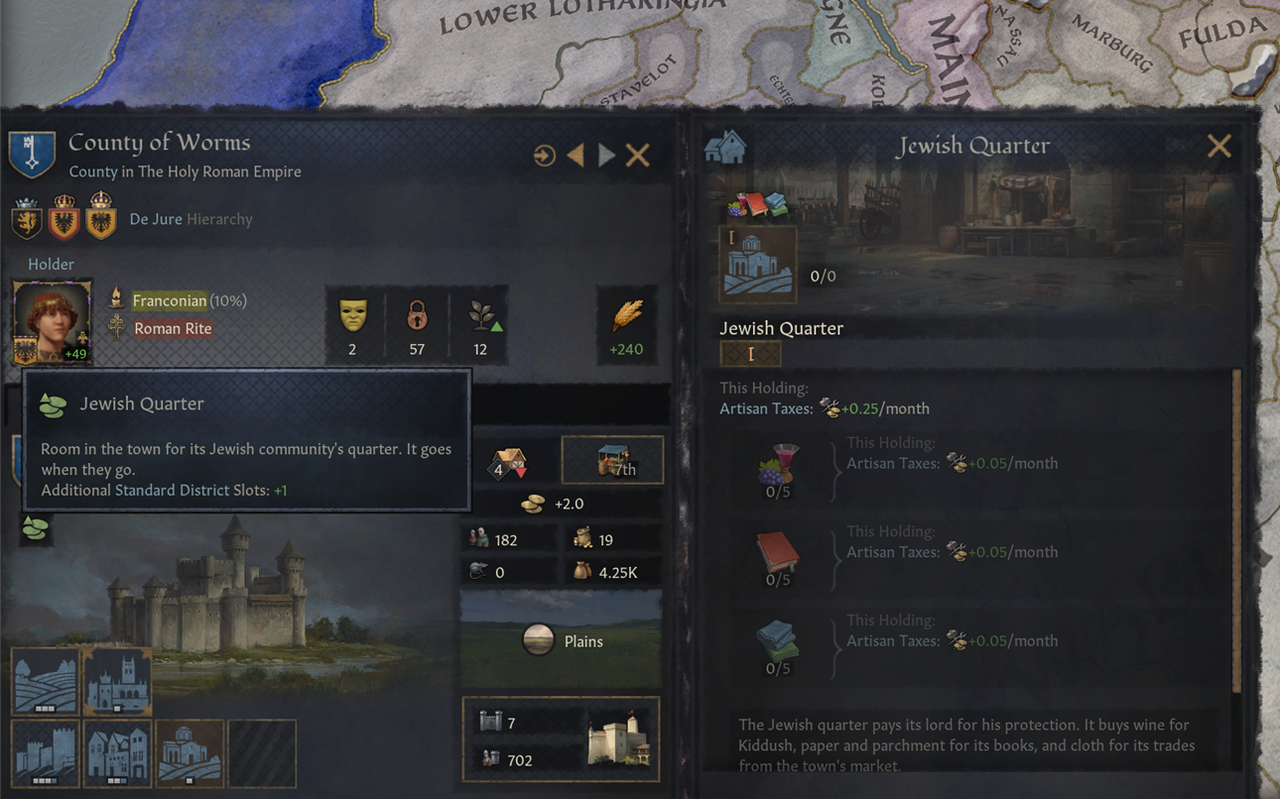 LOWER LOTHARINGIA
STAVELOT
NASSAU
MARBURG
FULDA
County of Worms
County in The Holy Roman Empire
De Jure Hierarchy
Holder
+49
Franconian (10%)
Roman Rite
2
57
12
+240
Jewish Quarter
Room in the town for its Jewish community's quarter. It goes
when they go.
Additional Standard District Slots: +1
4
7th
+2.0
182
19
0
4.25K
Plains
7
702
Jewish Quarter
I
0/0
Jewish Quarter
I
This Holding:
Artisan Taxes: +0.25/month
0/5
This Holding:
Artisan Taxes: +0.05/month
0/5
This Holding:
Artisan Taxes: +0.05/month
0/5
This Holding:
Artisan Taxes: +0.05/month
The Jewish quarter pays its lord for his protection. It buys wine for
Kiddush, paper and parchment for its books, and cloth for its trades
from the town's market.